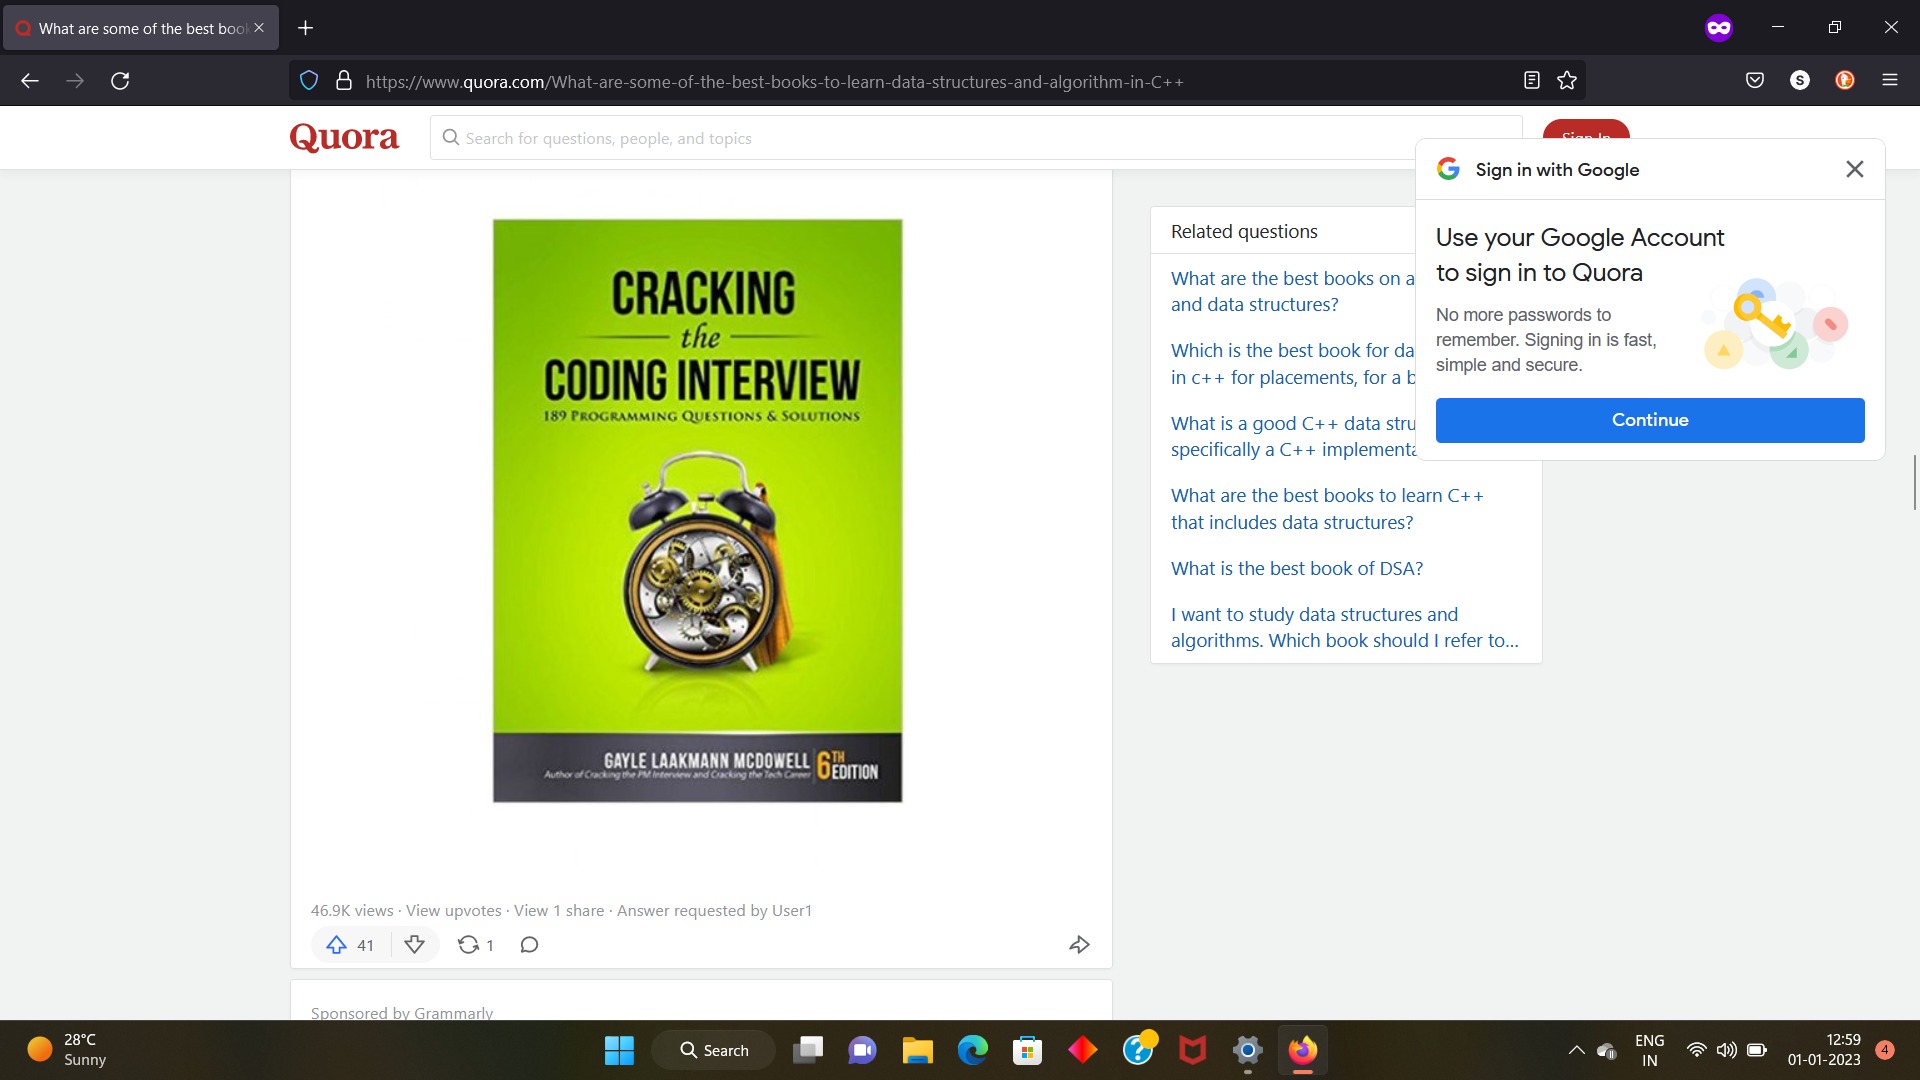 What are some of the best boo
https://www.quora.com/What-are-some-of-the-best-books-to-learn-data-structures-and-algorithm-in-C++
S
Quora
Search for questions, people, and topics
Sign In
Sign in with Google
Use your Google Account
to sign in to Quora
No more passwords to
remember. Signing in is fast,
simple and secure.
Continue
CRACKING
the
CODING INTERVIEW
189 PROGRAMMING QUESTIONS & SOLUTIONS
GAYLE LAAKMANN MCDOWELL
Author of Cracking the PM Interview and Cracking the Tech Career
6TH
EDITION
Related questions
What are the best books on a
and data structures?
Which is the best book for da
in c++ for placements, for a b
What is a good C++ data stru
specifically a C++ implementa
What are the best books to learn C++
that includes data structures?
What is the best book of DSA?
I want to study data structures and
algorithms. Which book should I refer to...
46.9K views · View upvotes · View 1 share · Answer requested by User1
41
1
Sponsored by Grammarly
28°C
Sunny
Search
ENG
IN
12:59
01-01-2023
4